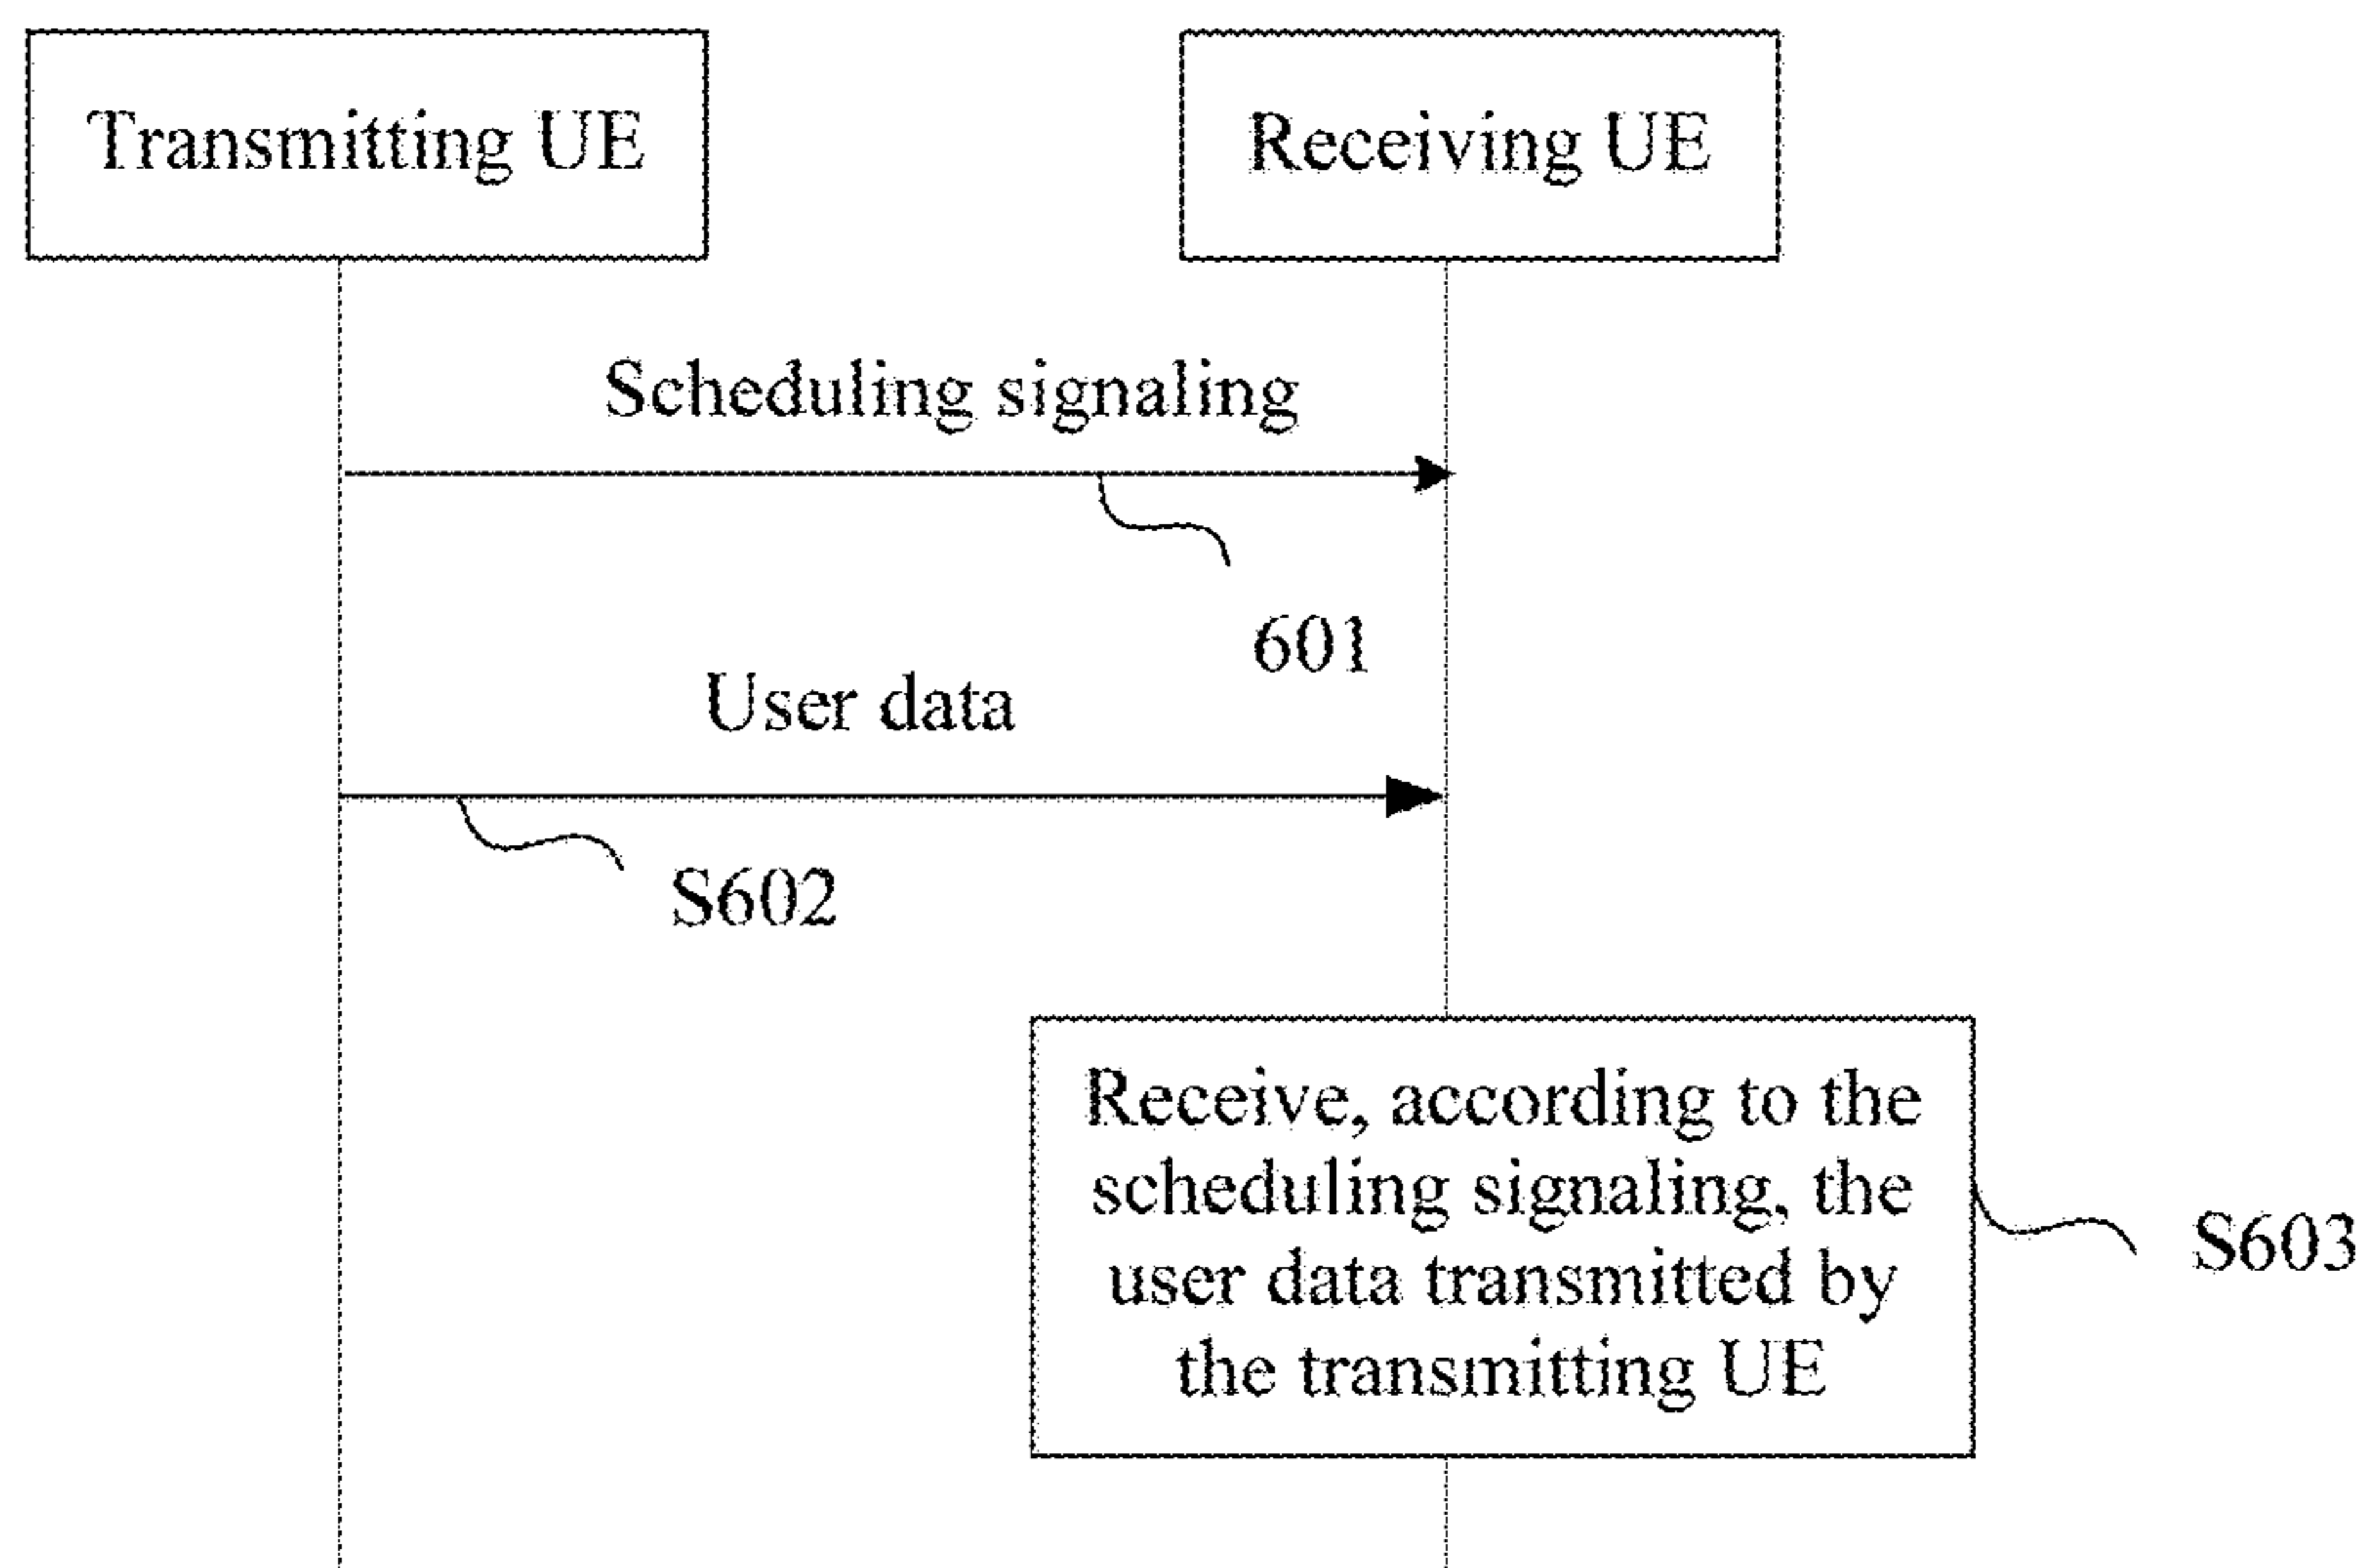 Transmitting UE
Receiving UE
Scheduling signaling
601
User data
S602
Receive, according to the
scheduling signaling, the
user data transmitted by
the transmitting UE
S603